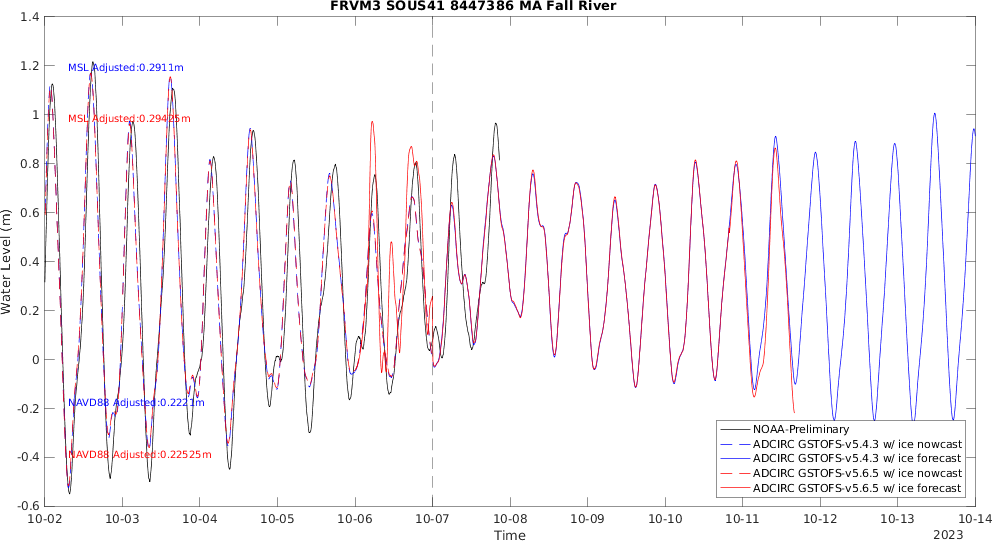 FRVM3 SOUS41 8447386 MA Fall River
1.4
1.2
1
0.8
0.6
0.4
0.2
0
-0.2
-0.4
-0.6
Water Level (m)
MSL Adjusted:0.2911m
MSL Adjusted:0.29425m
NAVD88 Adjusted:0.2221m
NAVD88 Adjusted:0.22525m
NOAA-Preliminary
ADCIRC GSTOFS-v5.4.3 w/ ice nowcast
ADCIRC GSTOFS-v5.4.3 w/ ice forecast
ADCIRC GSTOFS-v5.6.5 w/ ice nowcast
ADCIRC GSTOFS-v5.6.5 w/ ice forecast
10-02 10-03 10-04 10-05 10-06 10-07 10-08 10-09 10-10 10-11 10-12 10-13 10-14
Time
2023